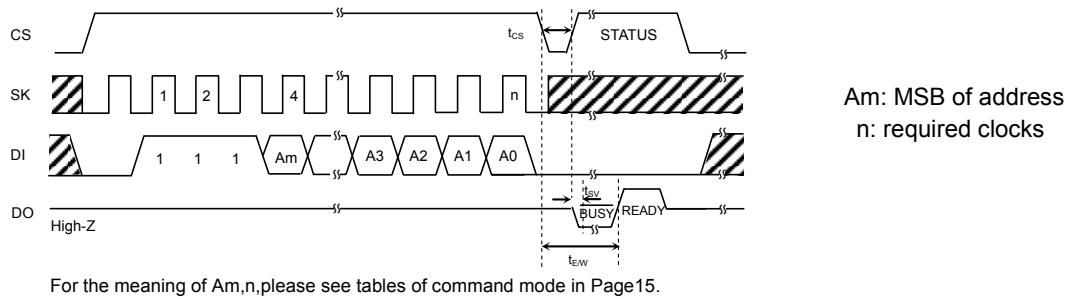 CS
tCS
STATUS
SK
1 2 4 n
Am: MSB of address
n: required clocks
DI
1 1 1 Am A3 A2 A1 A0
tSV
DO
BUSY READY
High-Z
tE/W
For the meaning of Am,n,please see tables of command mode in Page15.